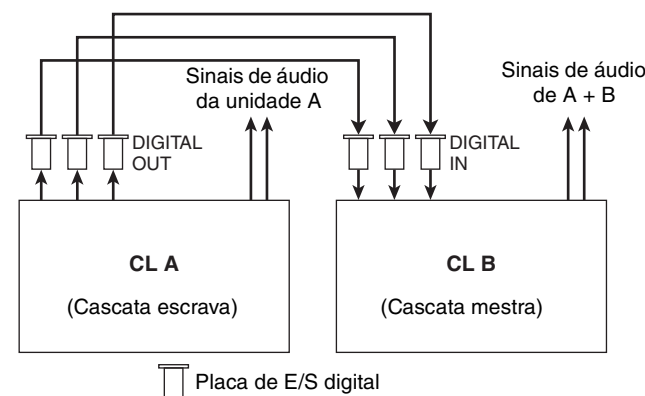 Sinais de áudio
da unidade A
Sinais de áudio
de A + B
DIGITAL
OUT
DIGITAL
IN
CL A
(Cascata escrava)
CL B
(Cascata mestra)
Placa de E/S digital